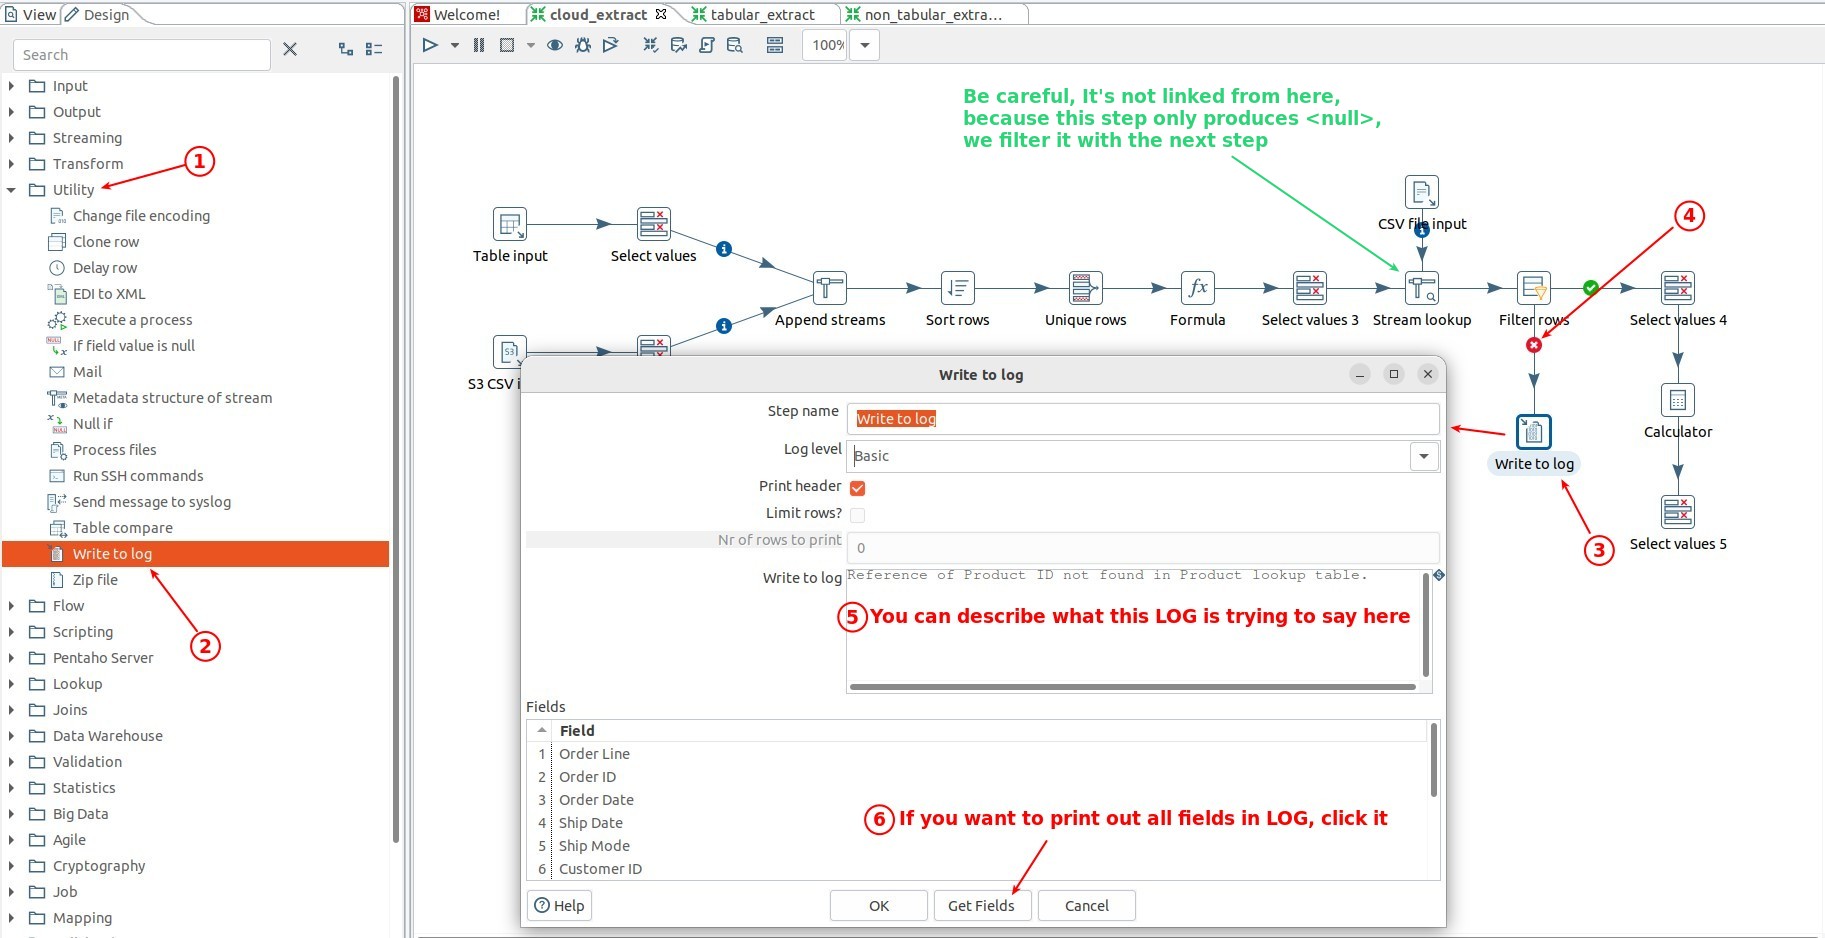 View
Design
Welcome!
cloud_extract
tabular_extract
non_tabular_extra...
Search
100%
Input
Output
Streaming
Transform
Utility
Change file encoding
Clone row
Delay row
EDI to XML
Execute a process
If field value is null
Mail
Metadata structure of stream
Null if
Process files
Run SSH commands
Send message to syslog
Table compare
Write to log
Zip file
Flow
Scripting
Pentaho Server
Lookup
Joins
Data Warehouse
Validation
Statistics
Big Data
Agile
Cryptography
Job
Mapping
1
2
Be careful, It's not linked from here,
because this step only produces <null>,
we filter it with the next step
CSV file input
4
Table input
Select values
Append streams
Sort rows
Unique rows
fx
Formula
Select values 3
Stream lookup
Filter rows
Select values 4
S3
S3 CSV i
Calculator
Write to log
3
Select values 5
Write to log
Step name
Write to log
Log level
Basic
Print header
Limit rows?
Nr of rows to print
0
Write to log
Reference of Product ID not found in Product lookup table.
5 You can describe what this LOG is trying to say here
Fields
Field
1 Order Line
2 Order ID
3 Order Date
4 Ship Date
5 Ship Mode
6 Customer ID
6 If you want to print out all fields in LOG, click it
Help
OK
Get Fields
Cancel